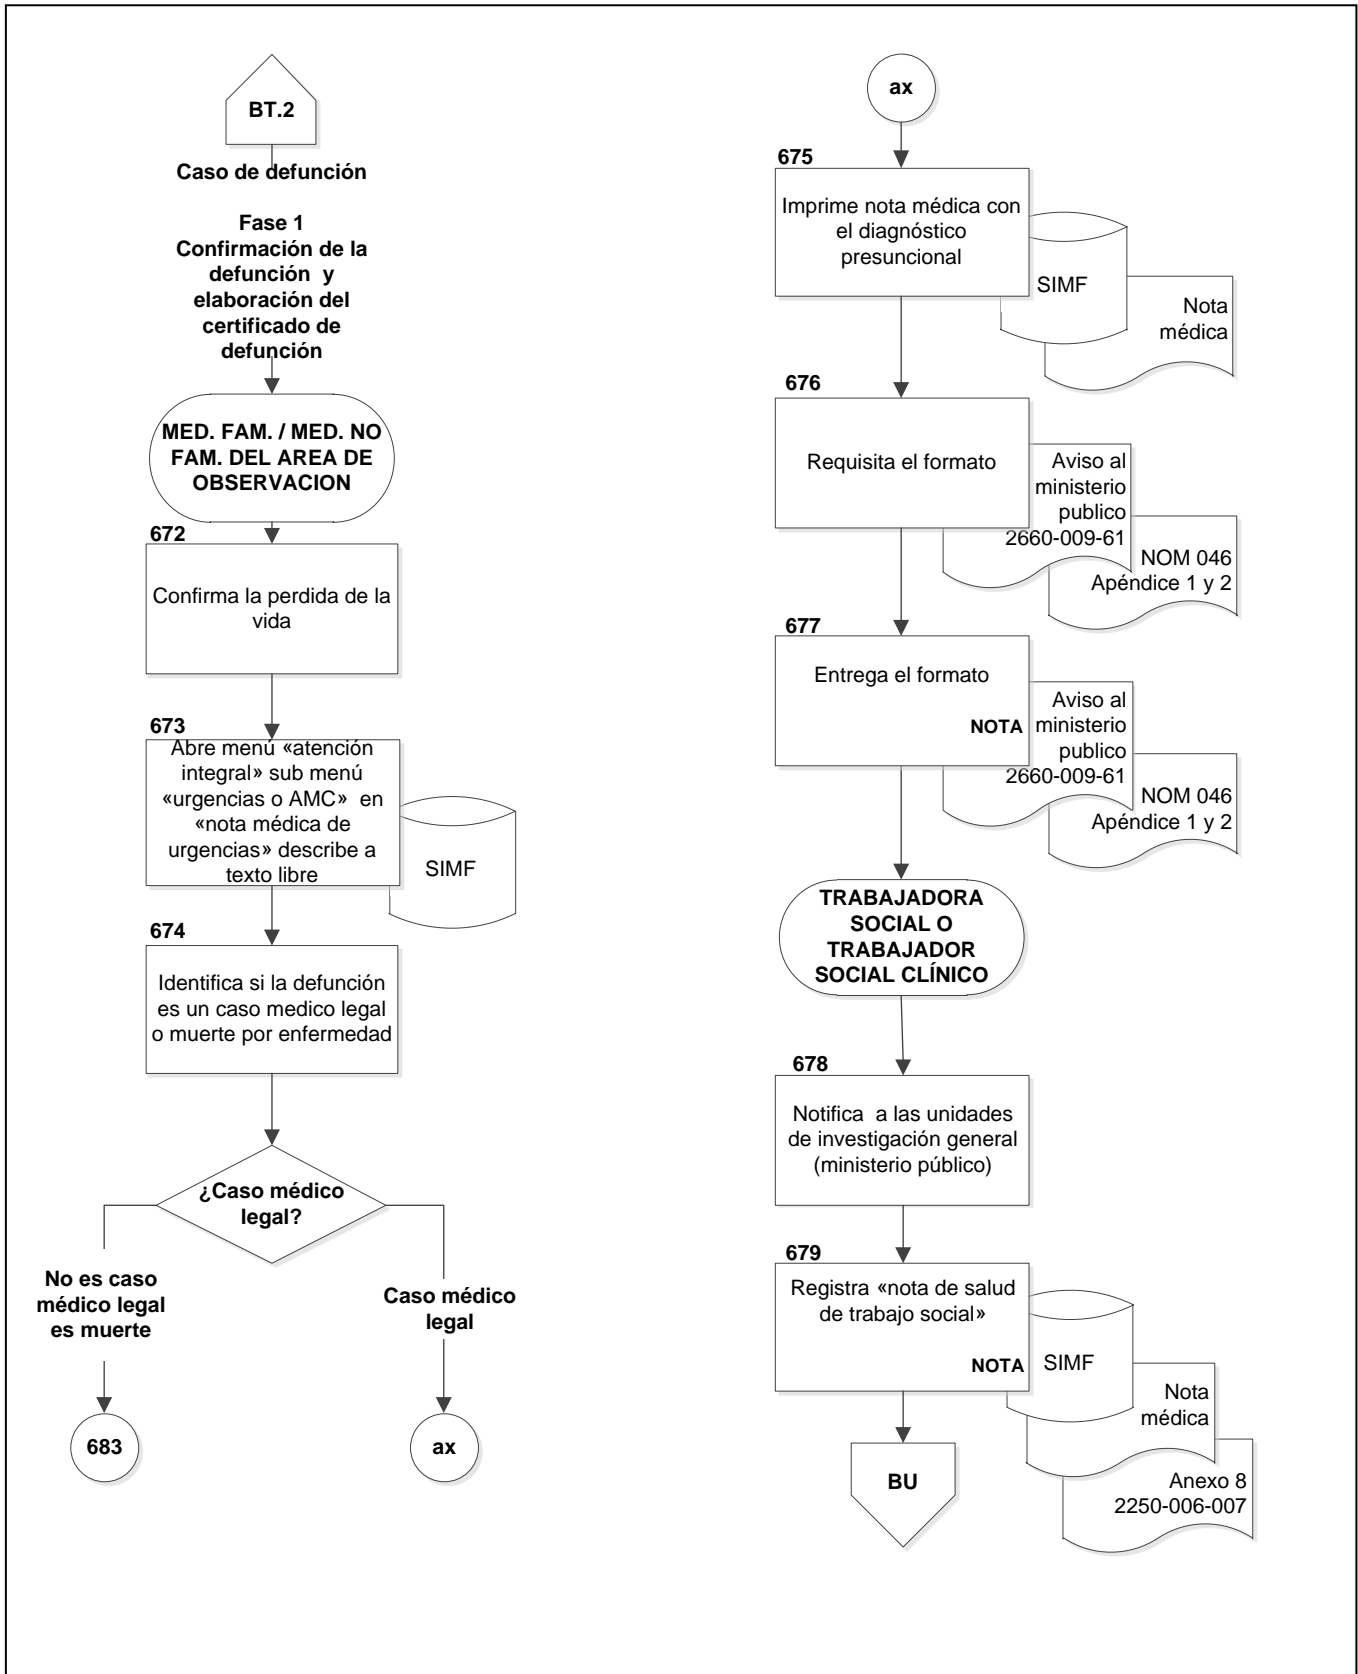 BT.2
Caso de defunción
Fase 1
Confirmación de la
defunción y
elaboración del
certificado de
defunción
MED. FAM. / MED. NO
FAM. DEL AREA DE
OBSERVACION
672
Confirma la perdida de la
vida
673
Abre menú «atención
integral» sub menú
«urgencias o AMC» en
«nota médica de
urgencias» describe a
texto libre
SIMF
674
Identifica si la defunción
es un caso medico legal
o muerte por enfermedad
¿Caso médico
legal?
No es caso
médico legal
es muerte
Caso médico
legal
683
ax
ax
675
Imprime nota médica con
el diagnóstico
presuncional
SIMF
Nota
médica
676
Requisita el formato
Aviso al
ministerio
publico
2660-009-61
NOM 046
Apéndice 1 y 2
677
Entrega el formato
NOTA
Aviso al
ministerio
publico
2660-009-61
NOM 046
Apéndice 1 y 2
TRABAJADORA
SOCIAL O
TRABAJADOR
SOCIAL CLÍNICO
678
Notifica a las unidades
de investigación general
(ministerio público)
679
Registra «nota de salud
de trabajo social»
NOTA
SIMF
Nota
médica
Anexo 8
2250-006-007
BU